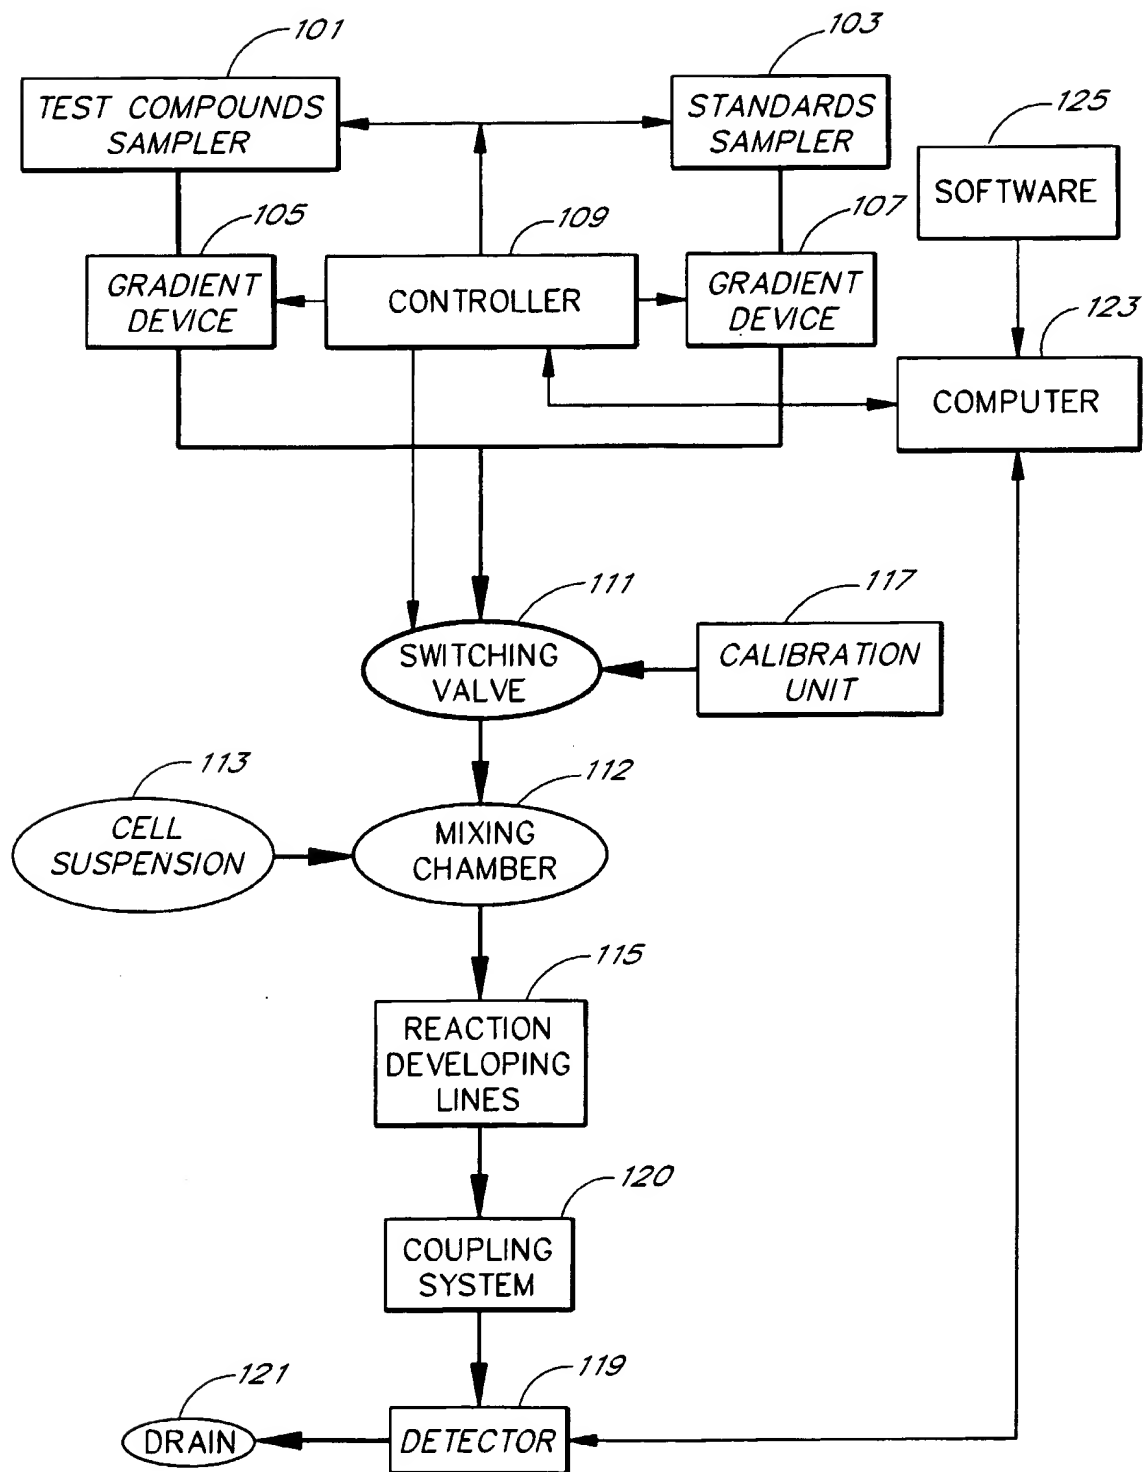 101
TEST COMPOUNDS
SAMPLER
103
STANDARDS
SAMPLER
125
SOFTWARE
105
GRADIENT
DEVICE
109
CONTROLLER
107
GRADIENT
DEVICE
123
COMPUTER
111
SWITCHING
VALVE
117
CALIBRATION
UNIT
113
CELL
SUSPENSION
112
MIXING
CHAMBER
115
REACTION
DEVELOPING
LINES
120
COUPLING
SYSTEM
121
DRAIN
119
DETECTOR